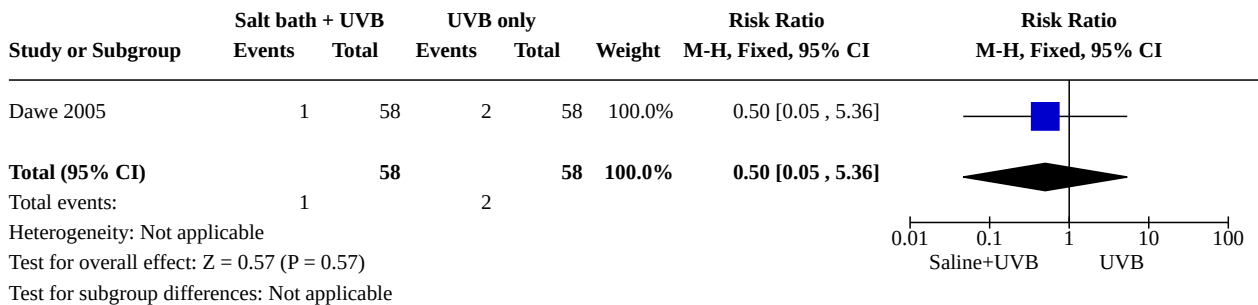 Salt bath + UVB UVB only Risk Ratio Risk Ratio
Study or Subgroup Events Total Events Total Weight M-H, Fixed, 95% CI M-H, Fixed, 95% CI
Dawe 2005 1 58 2 58 100.0% 0.50 [0.05 , 5.36]
Total (95% CI) 58 58 100.0% 0.50 [0.05 , 5.36]
Total events: 1 2
Heterogeneity: Not applicable
0.01 0.1 1 10 100
Test for overall effect: Z = 0.57 (P = 0.57)
Saline+UVB UVB
Test for subgroup differences: Not applicable